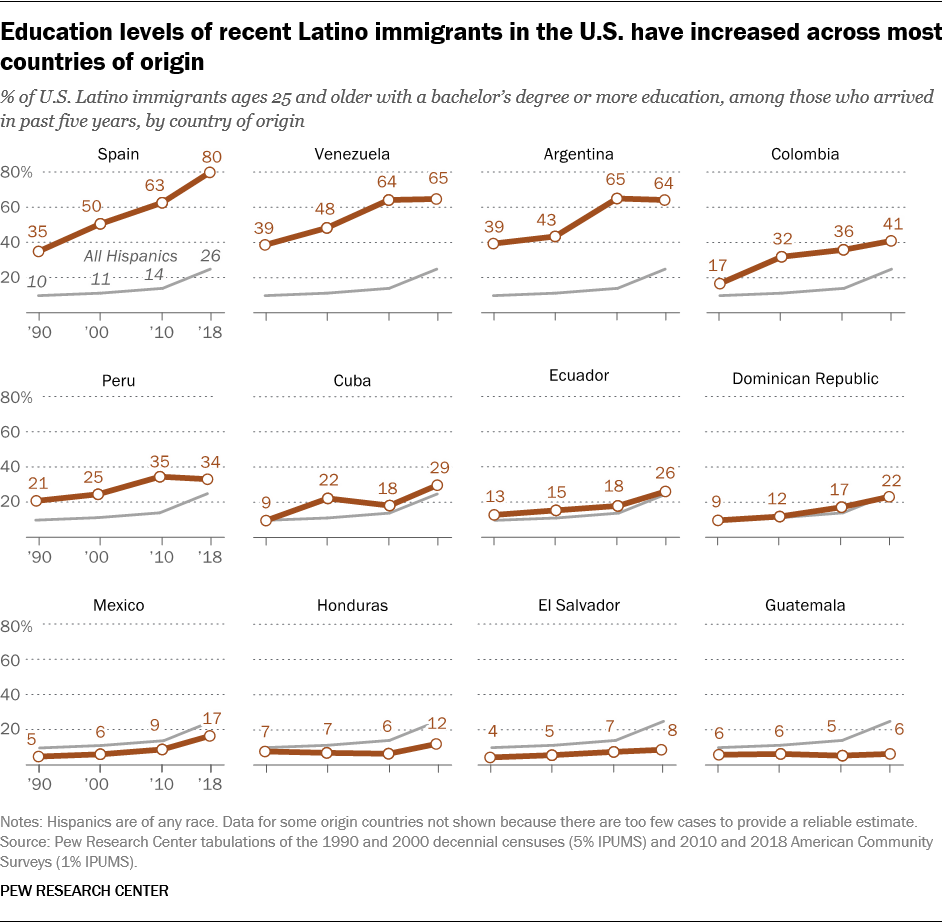 Education levels of recent Latino immigrants in the U.S. have increased across most
countries of origin
% of U.S. Latino immigrants ages 25 and older with a bachelor's degree or more education, among those who arrived
in past five years, by country of origin
Spain Venezuela Argentina Colombia
80%
60
40
20
35 50 63 80
All Hispanics
10 11 14 26
39 48 64 65
39 43 65 64
17 32 36 41
'90 '00 '10 '18
Peru Cuba Ecuador Dominican Republic
80%
60
40
20
21 25 35 34
9 22 18 29
13 15 18 26
9 12 17 22
'90 '00 '10 '18
Mexico Honduras El Salvador Guatemala
80%
60
40
20
5 6 9 17
7 7 6 12
4 5 7 8
6 6 5 6
'90 '00 '10 '18
Notes: Hispanics are of any race. Data for some origin countries not shown because there are too few cases to provide a reliable estimate.
Source: Pew Research Center tabulations of the 1990 and 2000 decennial censuses (5% IPUMS) and 2010 and 2018 American Community
Surveys (1% IPUMS).
PEW RESEARCH CENTER